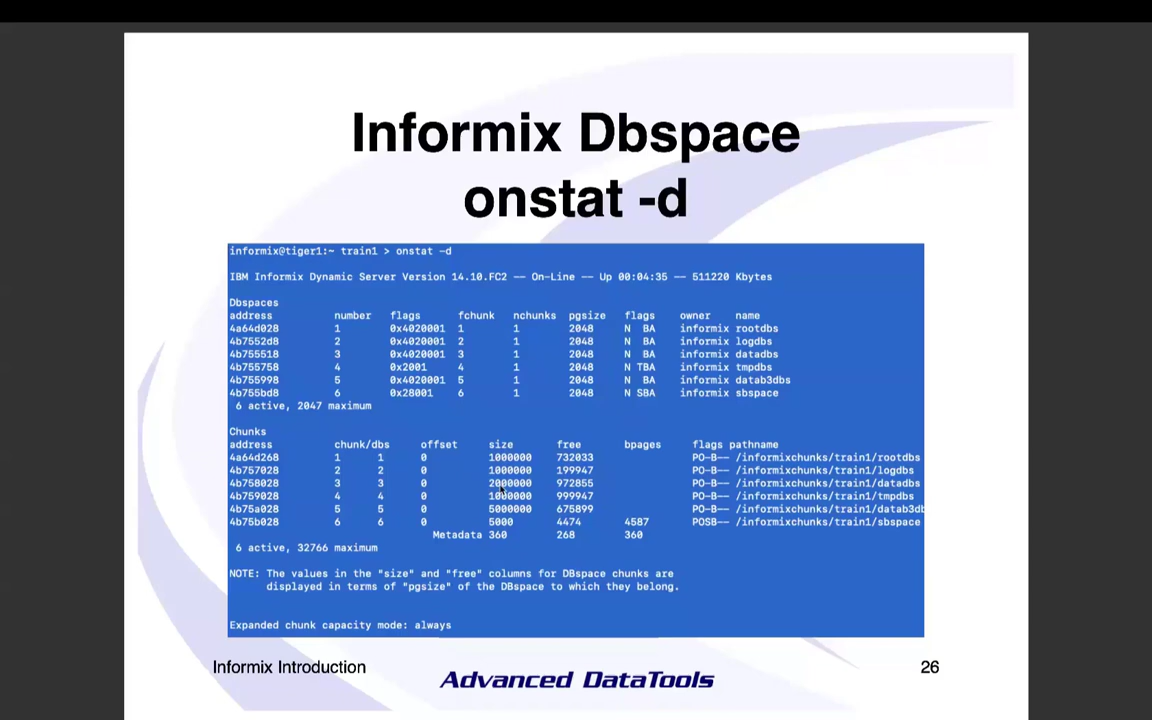 Informix Dbspace
onstat -d
informix@tiger1:~ train1 > onstat -d
IBM Informix Dynamic Server Version 14.10.FC2 -- On-Line -- Up 00:04:35 -- 511220 Kbytes
Dbspaces
address number flags fchunk nchunks pgsize flags owner name
4a64d028 1 0x4020001 1 1 2048 N BA informix rootdbs
4b7552d8 2 0x4020001 2 1 2048 N BA informix logdbs
4b755518 3 0x4020001 3 1 2048 N BA informix datadbs
4b755758 4 0x2001 4 1 2048 N TBA informix tmpdbs
4b755998 5 0x4020001 5 1 2048 N BA informix datab3dbs
4b755bd8 6 0x28001 6 1 2048 N SBA informix sbspace
6 active, 2047 maximum
Chunks
address chunk/dbs offset size free bpages flags pathname
4a64d268 1 1 0 1000000 732033 PO-B-- /informixchunks/train1/rootdbs
4b757028 2 2 0 1000000 199947 PO-B-- /informixchunks/train1/logdbs
4b758028 3 3 0 2000000 972855 PO-B-- /informixchunks/train1/datadbs
4b759028 4 4 0 1000000 999947 PO-B-- /informixchunks/train1/tmpdbs
4b75a028 5 5 0 5000000 675899 PO-B-- /informixchunks/train1/datab3db
4b75b028 6 6 0 5000 4474 4587 POSB-- /informixchunks/train1/sbspace
Metadata 360 268 360
6 active, 32766 maximum
NOTE: The values in the "size" and "free" columns for DBspace chunks are
displayed in terms of "pgsize" of the DBspace to which they belong.
Expanded chunk capacity mode: always
Informix Introduction
Advanced DataTools
26